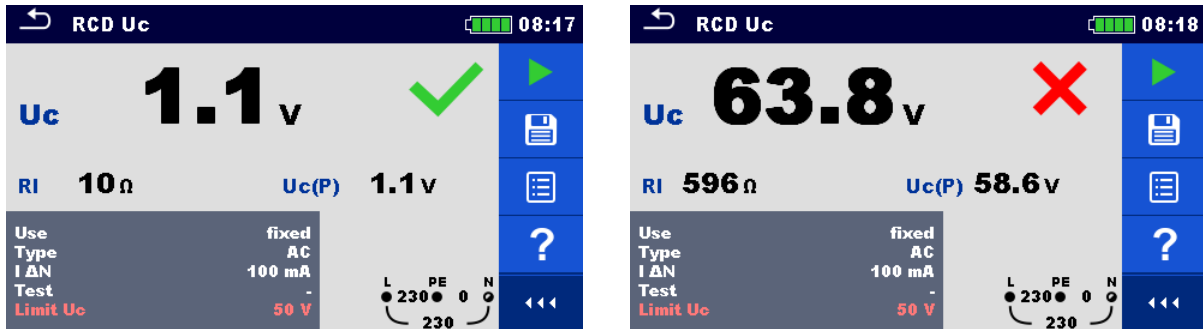 RCD Uc 08:17
Uc 1.1 V
RI 10 Ω Uc(P) 1.1 V
Use fixed
Type AC
I ΔN 100 mA
Test -
Limit Uc 50 V
L PE N
230 0
230
?
RCD Uc 08:18
Uc 63.8 V
RI 596 Ω Uc(P) 58.6 V
Use fixed
Type AC
I ΔN 100 mA
Test -
Limit Uc 50 V
L PE N
230 0
230
?